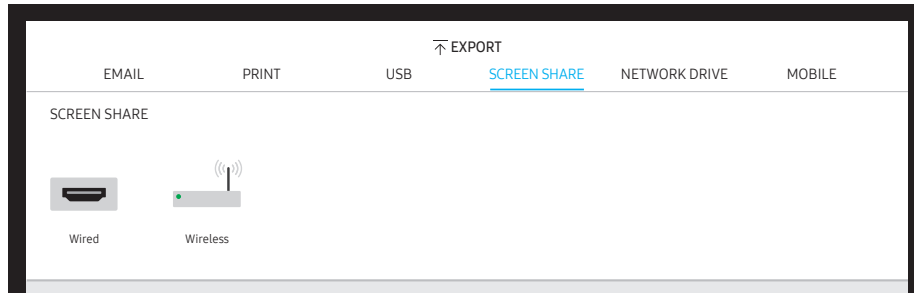 EXPORT
EMAIL PRINT USB SCREEN SHARE NETWORK DRIVE MOBILE
SCREEN SHARE
Wired Wireless